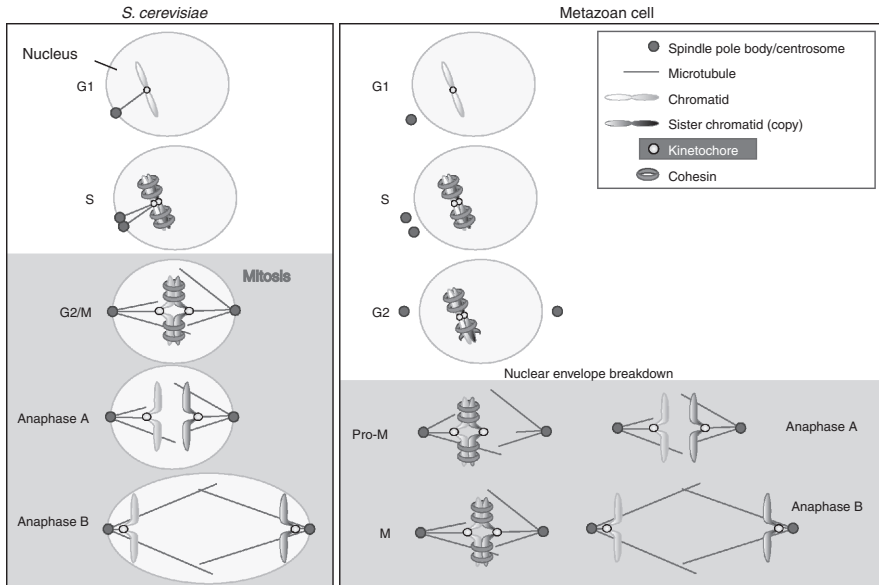 S. cerevisiae
Nucleus
G1
S
Mitosis
G2/M
Anaphase A
Anaphase B
Metazoan cell
Spindle pole body/centrosome
Microtubule
Chromatid
Sister chromatid (copy)
Kinetochore
Cohesin
G1
S
G2
Nuclear envelope breakdown
Pro-M
Anaphase A
M
Anaphase B